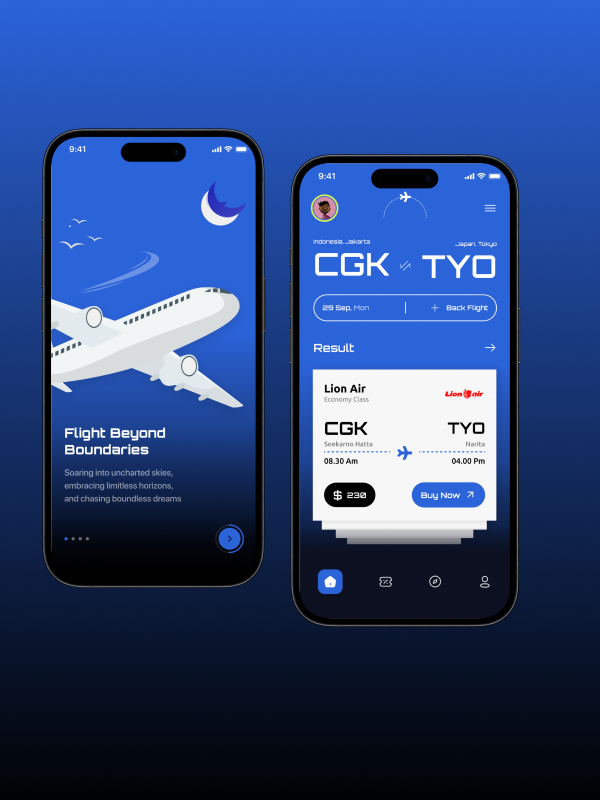 9:41
Flight Beyond
Boundaries
Soaring into uncharted skies,
embracing limitless horizons,
and chasing boundless dreams
9:41
Indonesia, Jakarta
Japan, Tokyo
CGK TYO
29 Sep, Mon
+ Back Flight
Result
Lion Air
Economy Class
Lion air
CGK TYO
Soekarno Hatta
Narita
08.30 Am
04.00 Pm
$ 230
Buy Now